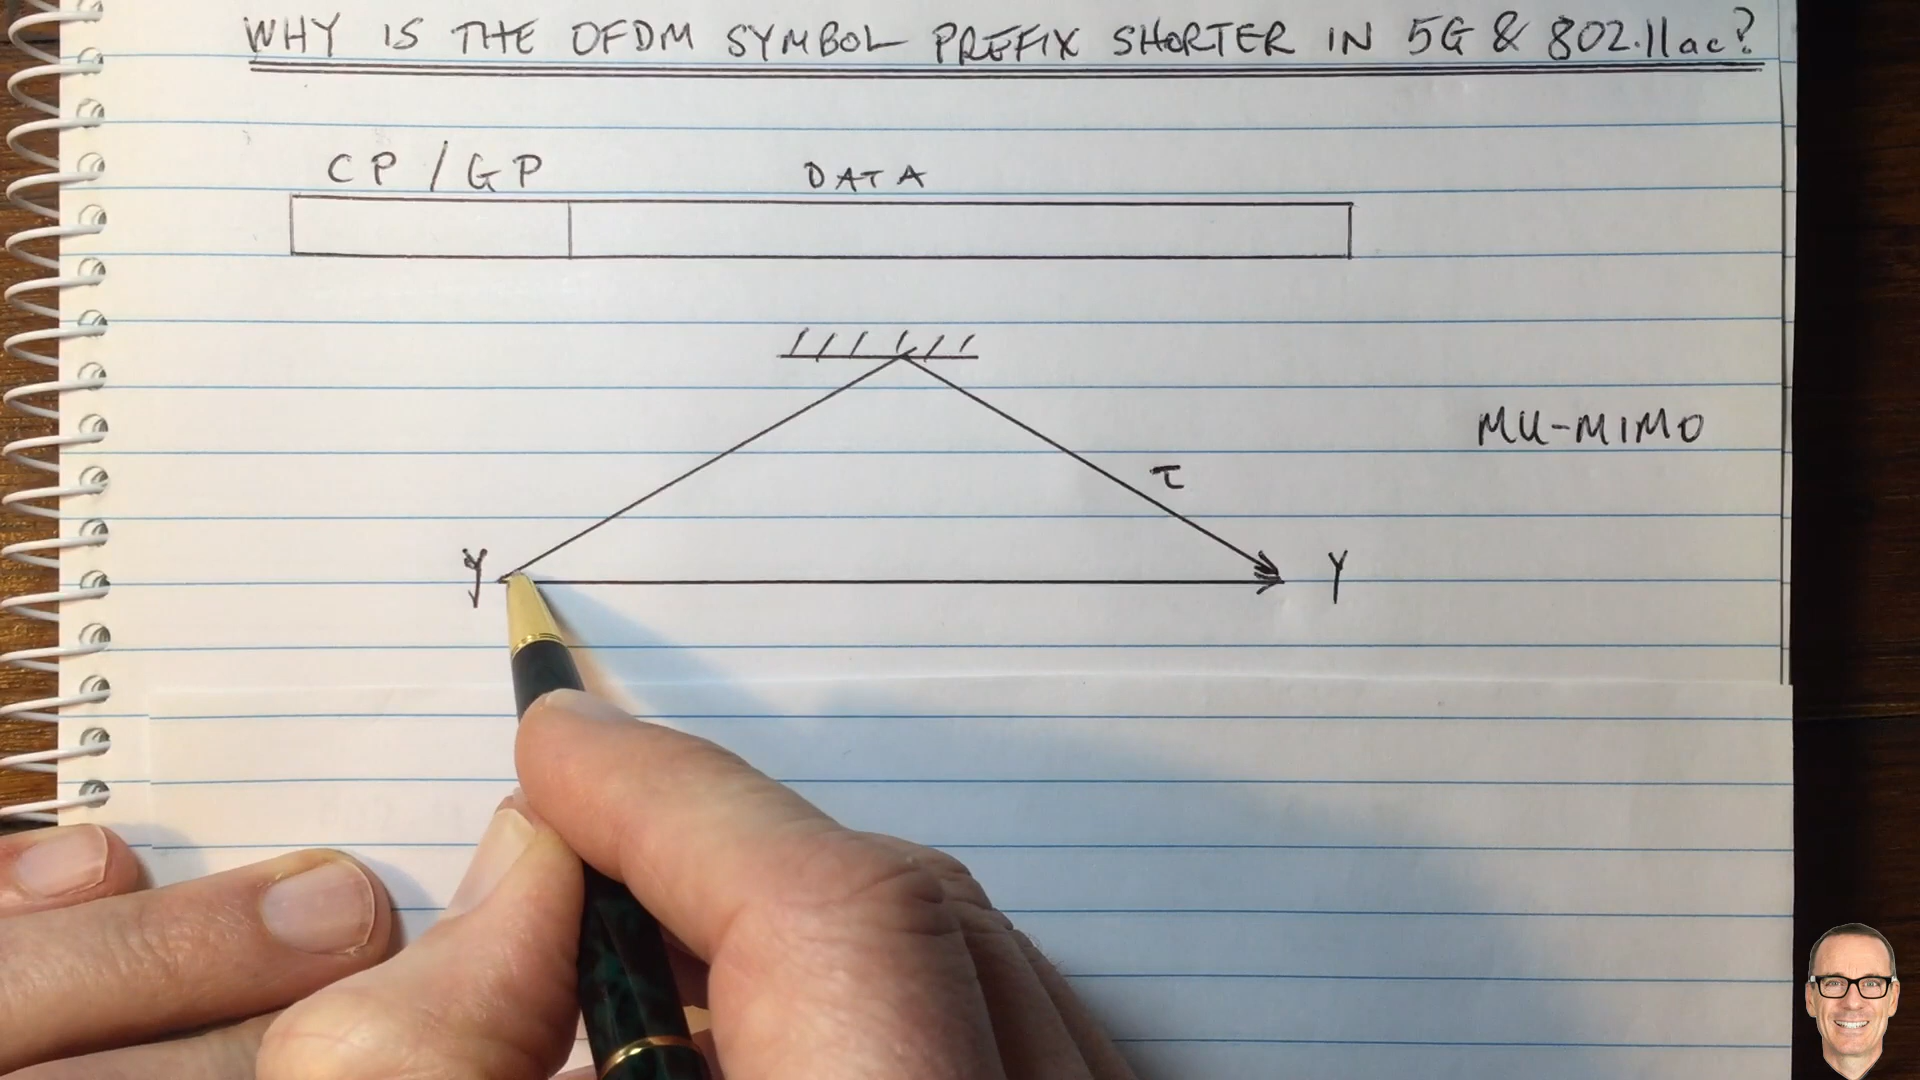 WHY IS THE OFDM SYMBOL PREFIX SHORTER IN 5G & 802.11ac?
CP / GP DATA
MU-MIMO
τ
Y Y